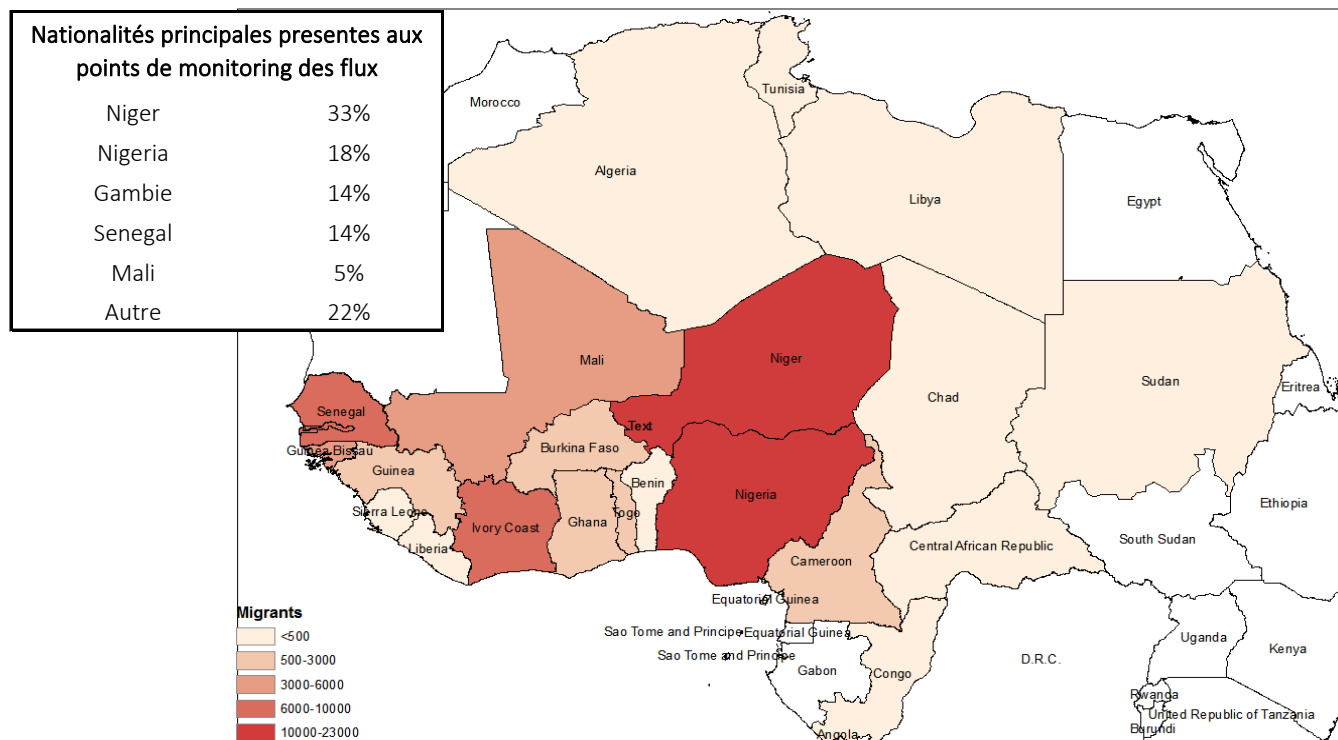 Nationalités principales presentes aux
points de monitoring des flux
Niger 33%
Nigeria 18%
Gambie 14%
Senegal 14%
Mali 5%
Autre 22%
Tunisia
Morocco
Algeria
Libya
Egypt
Mali
Niger
Sudan
Eritrea
Chad
Senegal
Text
Burkina Faso
Guinea Bissau
Guinea
Benin
Nigeria
Ethiopia
Sierra Leone
Ivory Coast
Ghana
Togo
Liberia
South Sudan
Central African Republic
Cameroon
Equatorial Guinea
Sao Tome and Principe
Equatorial Guinea
Sao Tome and Principe
Gabon
Congo
D.R.C.
Uganda
Kenya
Rwanda
United Republic of Tanzania
Burundi
Angola
Migrants
<500
500-3000
3000-6000
6000-10000
10000-23000